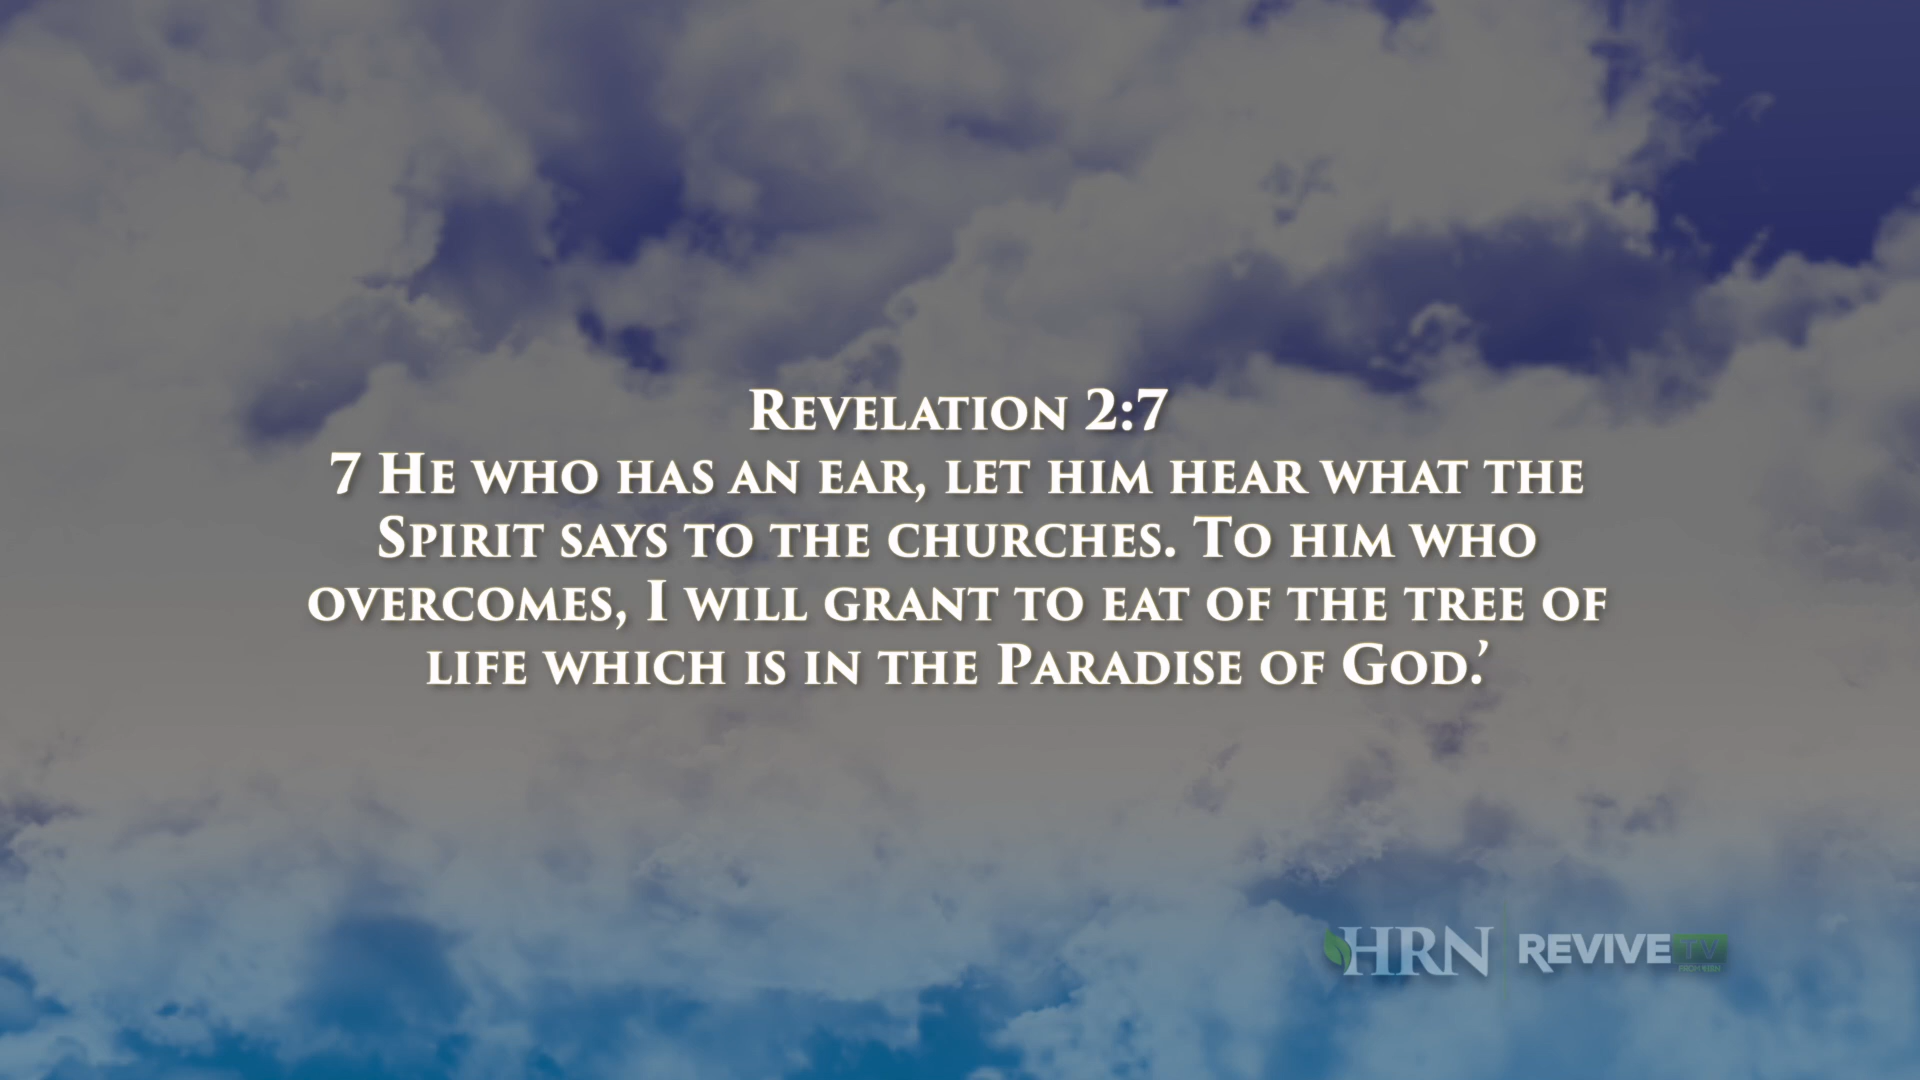 Revelation 2:7
7 He who has an ear, let him hear what the
Spirit says to the churches. To him who
overcomes, I will grant to eat of the tree of
life which is in the Paradise of God.’
HRN REVIVE TV
FROM HRN